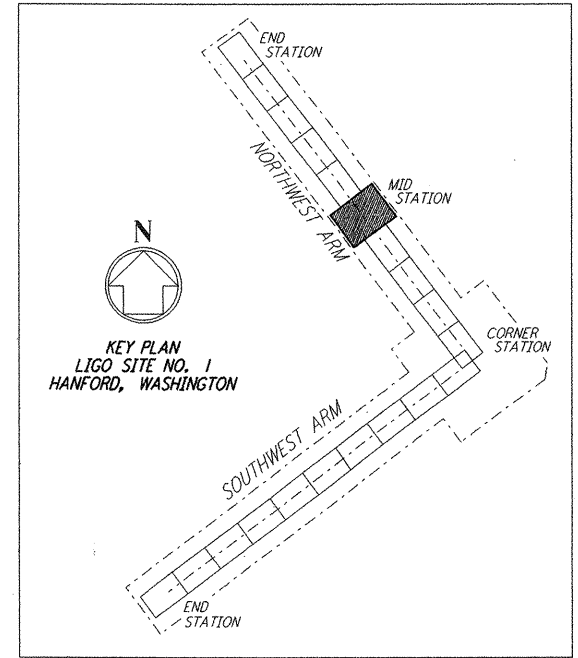 END
STATION
NORTHWEST ARM
MID
STATION
N
KEY PLAN
LIGO SITE NO. 1
HANFORD, WASHINGTON
CORNER
STATION
SOUTHWEST ARM
END
STATION